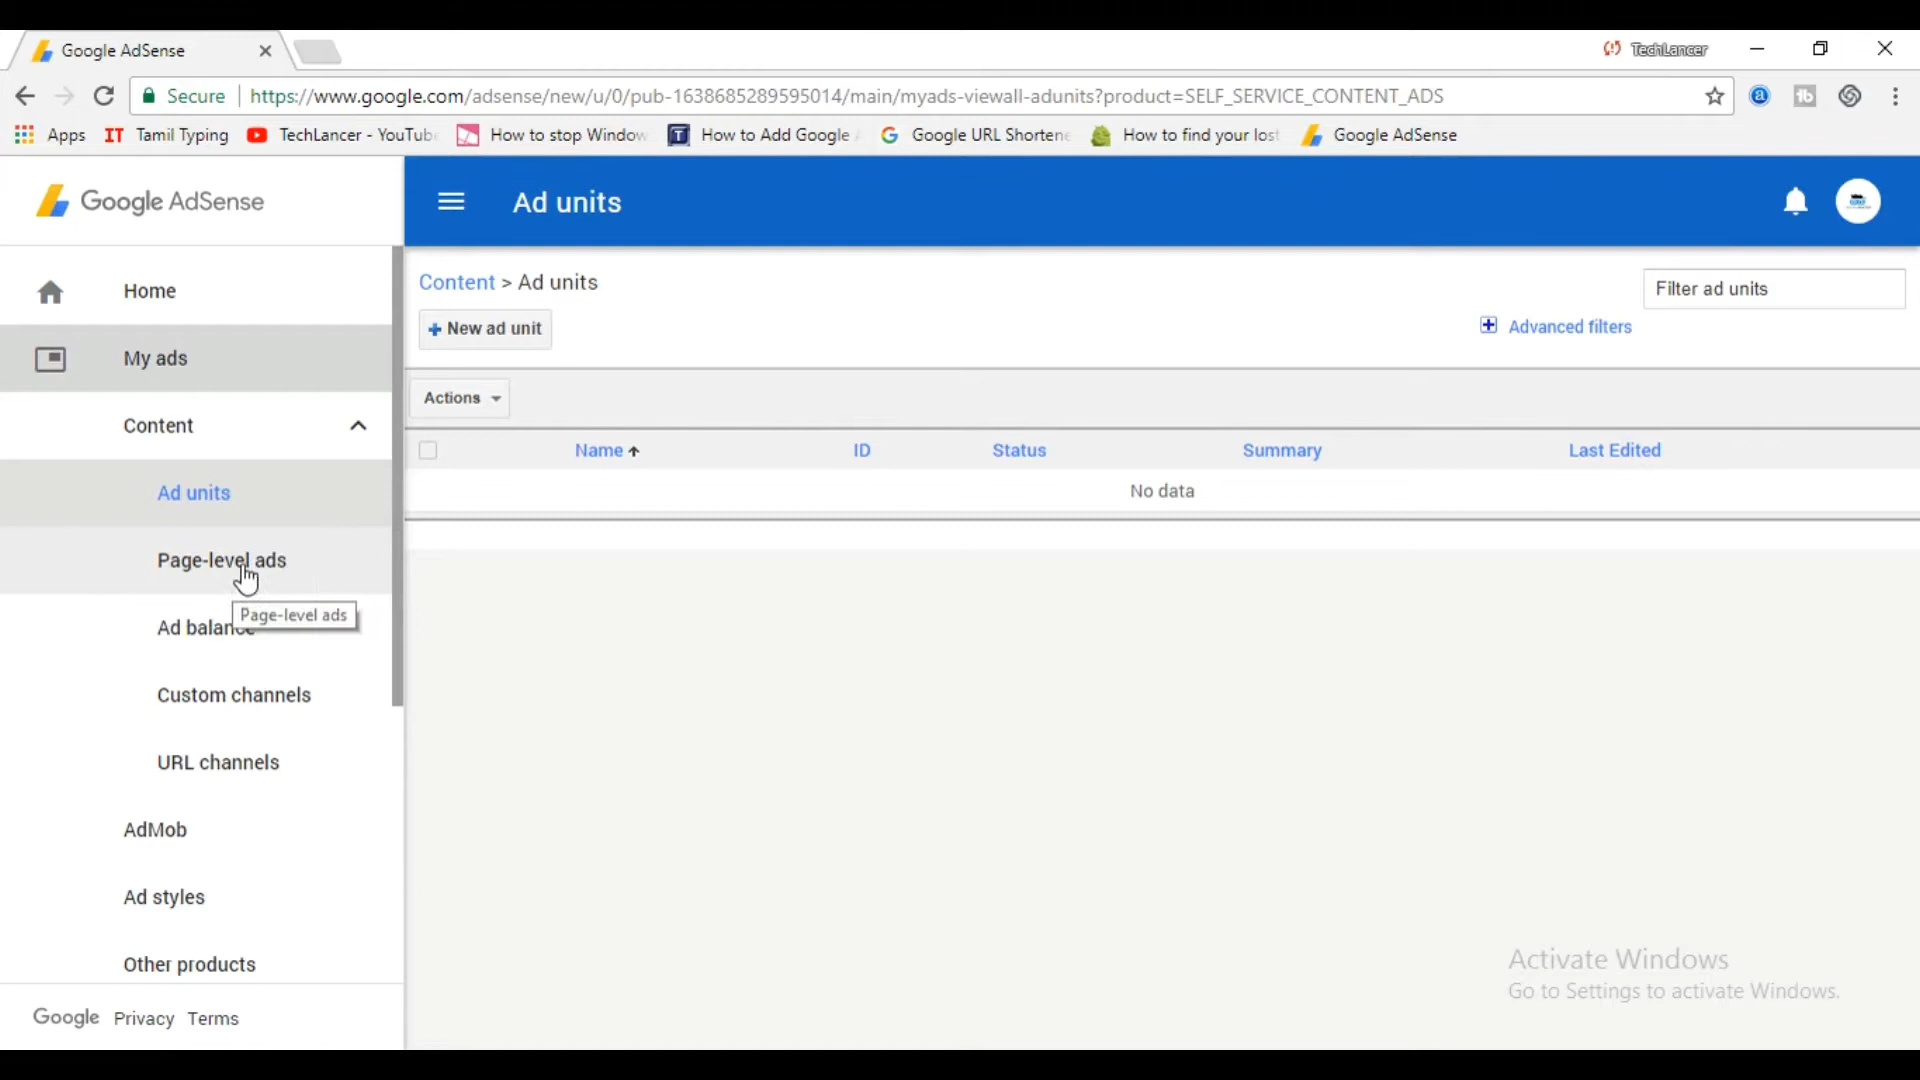 Google AdSense
TechLancer
Secure
https://www.google.com/adsense/new/u/0/pub-1638685289595014/main/myads-viewall-adunits?product=SELF_SERVICE_CONTENT_ADS
Apps
IT Tamil Typing
TechLancer - YouTub
How to stop Window
T How to Add Google
G Google URL Shortene
How to find your lost
Google AdSense
Google AdSense
Ad units
Home
My ads
Content
Ad units
Page-level ads
Page-level ads
Ad balance
Custom channels
URL channels
AdMob
Ad styles
Other products
Google Privacy Terms
Content > Ad units
Filter ad units
+ New ad unit
Advanced filters
Actions
Name ID Status Summary Last Edited
No data
Activate Windows
Go to Settings to activate Windows.